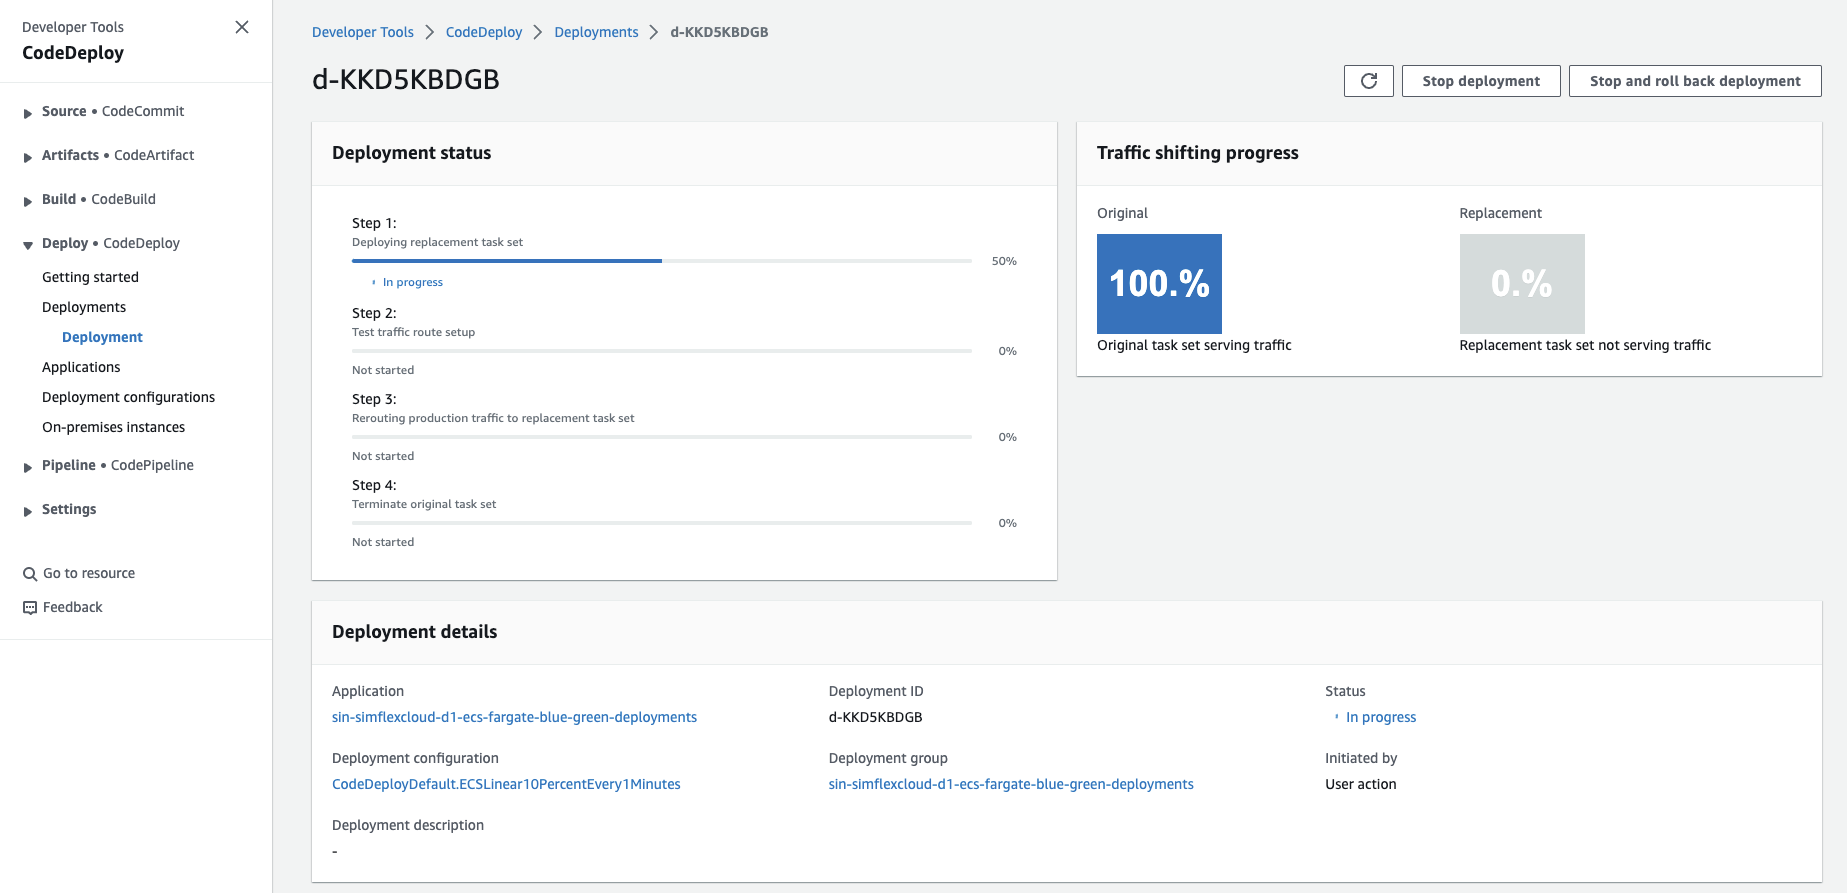 Developer Tools
CodeDeploy
Source • CodeCommit
Artifacts • CodeArtifact
Build • CodeBuild
Deploy • CodeDeploy
Getting started
Deployments
Deployment
Applications
Deployment configurations
On-premises instances
Pipeline • CodePipeline
Settings
Go to resource
Feedback
Developer Tools > CodeDeploy > Deployments > d-KKD5KBDGB
d-KKD5KBDGB
Stop deployment
Stop and roll back deployment
Deployment status
Step 1:
Deploying replacement task set
50%
In progress
Step 2:
Test traffic route setup
0%
Not started
Step 3:
Rerouting production traffic to replacement task set
0%
Not started
Step 4:
Terminate original task set
0%
Not started
Traffic shifting progress
Original
100.%
Original task set serving traffic
Replacement
0.%
Replacement task set not serving traffic
Deployment details
Application
sin-simflexcloud-d1-ecs-fargate-blue-green-deployments
Deployment ID
d-KKD5KBDGB
Status
In progress
Deployment configuration
CodeDeployDefault.ECSLinear10PercentEvery1Minutes
Deployment group
sin-simflexcloud-d1-ecs-fargate-blue-green-deployments
Initiated by
User action
Deployment description
-